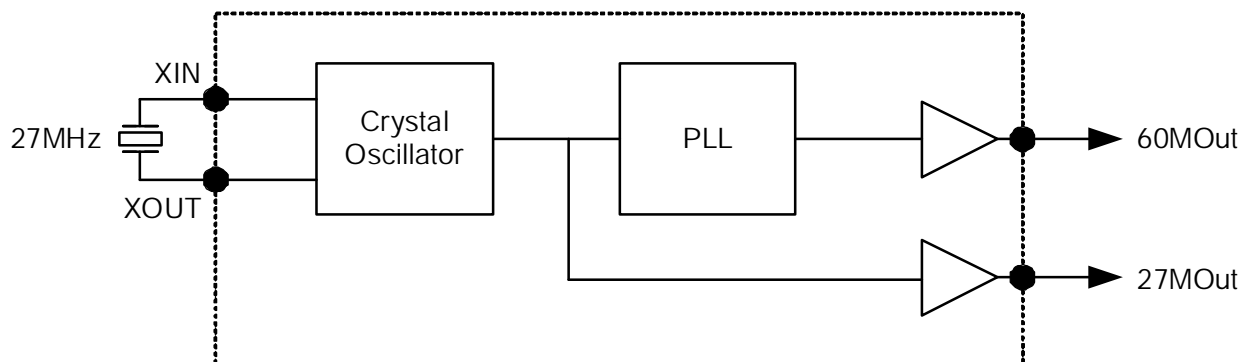 XIN
27MHz
XOUT
Crystal
Oscillator
PLL
60MOut
27MOut